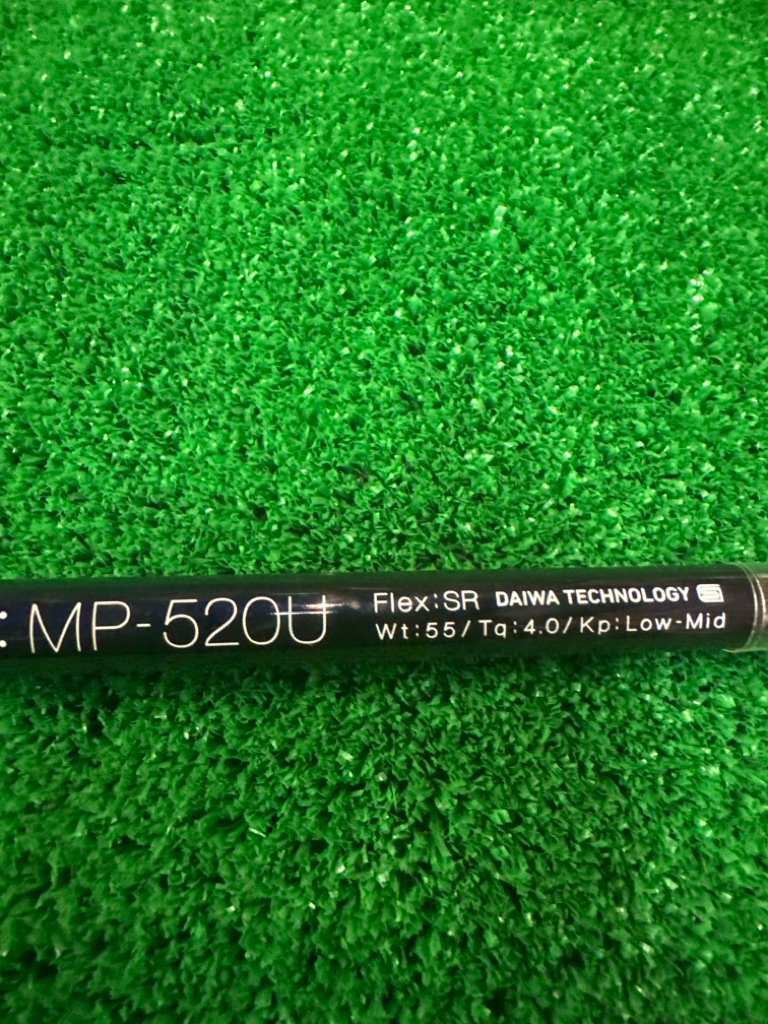 : MP-520U
Flex:SR DAIWA TECHNOLOGY S
Wt:55/Tq:4.0/Kp:Low-Mid